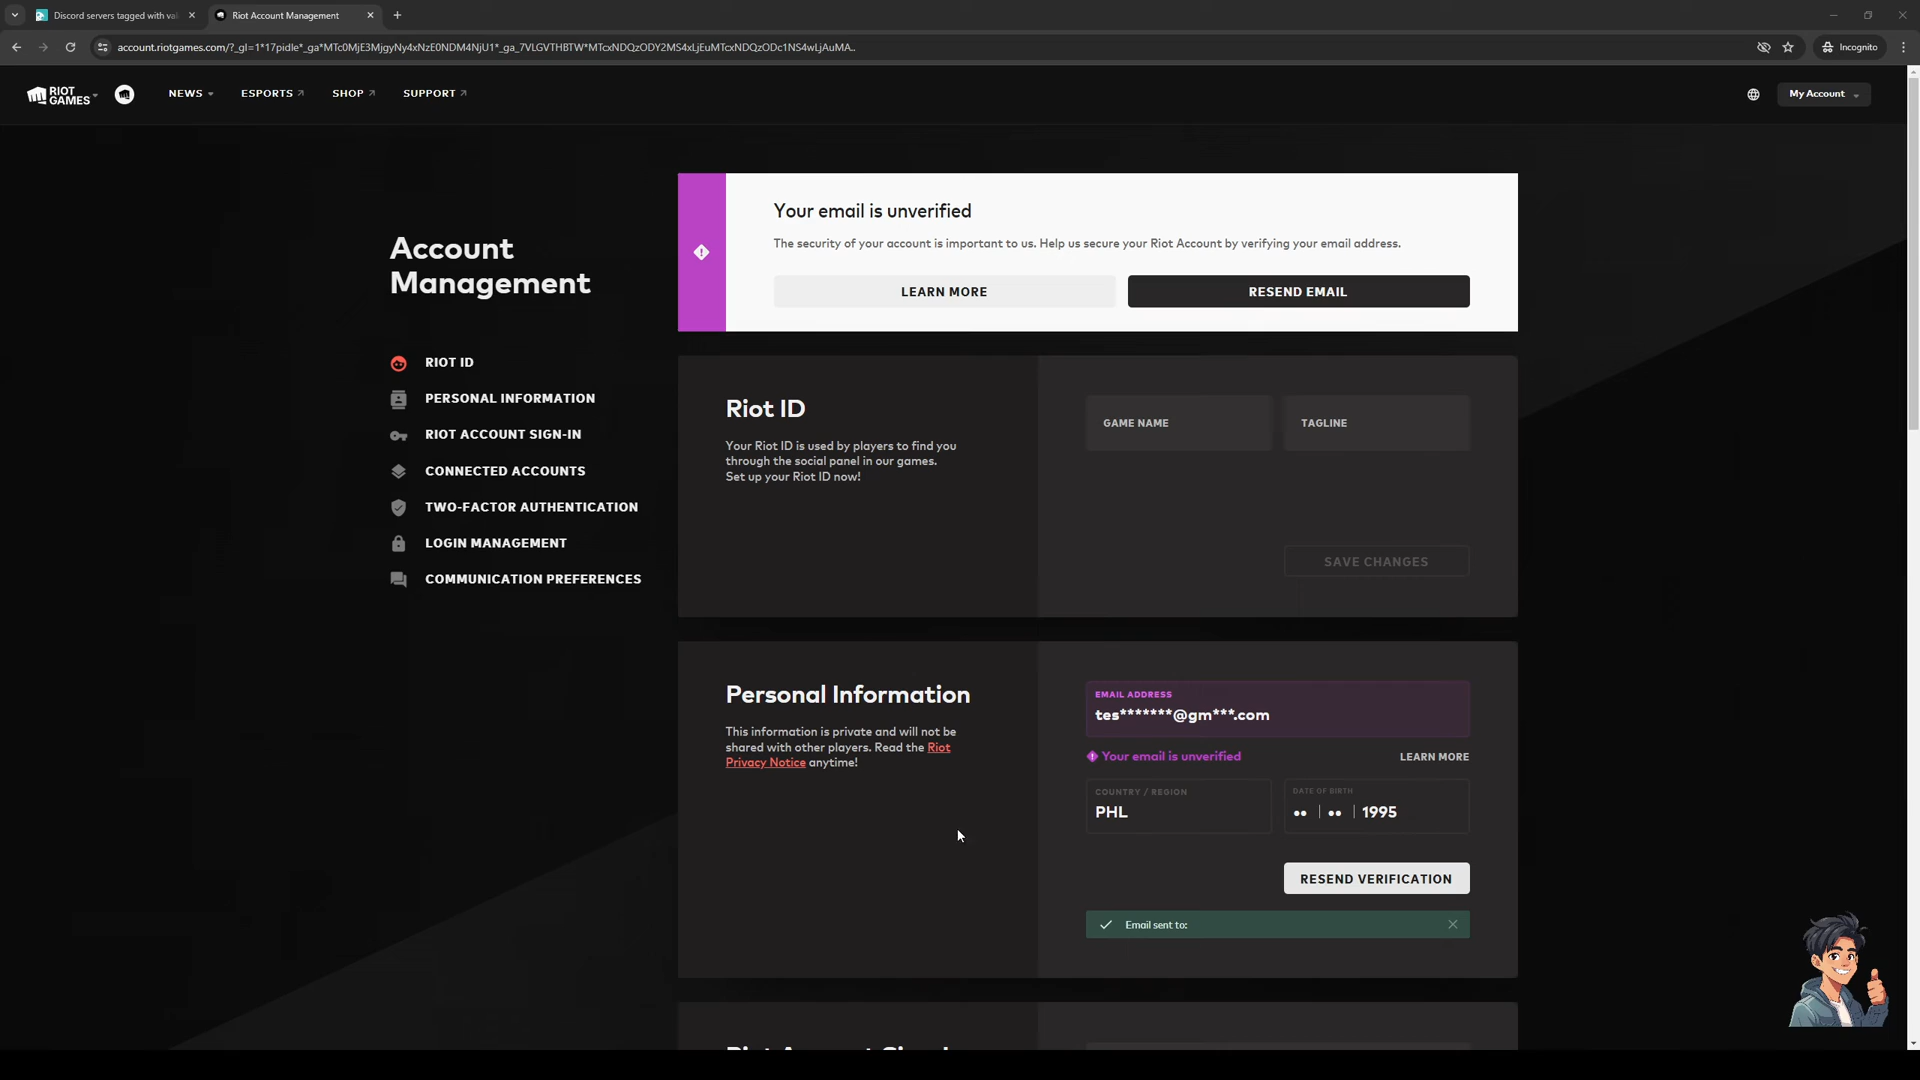 Discord servers tagged with val
Riot Account Management
account.riotgames.com/?_gl=1*17pidle*_ga*MTc0MjE3MjgyNy4xNzE0NDM4NjU1*_ga_7VLGVTHBTW*MTcxNDQzODY2MS4xLjEuMTcxNDQzODc1NS4wLjAuMA..
Incognito
RIOT GAMES
NEWS
ESPORTS
SHOP
SUPPORT
My Account
Your email is unverified
The security of your account is important to us. Help us secure your Riot Account by verifying your email address.
LEARN MORE
RESEND EMAIL
Account
Management
RIOT ID
PERSONAL INFORMATION
RIOT ACCOUNT SIGN-IN
CONNECTED ACCOUNTS
TWO-FACTOR AUTHENTICATION
LOGIN MANAGEMENT
COMMUNICATION PREFERENCES
Riot ID
Your Riot ID is used by players to find you
through the social panel in our games.
Set up your Riot ID now!
GAME NAME
TAGLINE
SAVE CHANGES
Personal Information
This information is private and will not be
shared with other players. Read the Riot
Privacy Notice anytime!
EMAIL ADDRESS
tes*******@gm***.com
Your email is unverified
LEARN MORE
COUNTRY / REGION
PHL
DATE OF BIRTH
•• | •• | 1995
RESEND VERIFICATION
Email sent to: